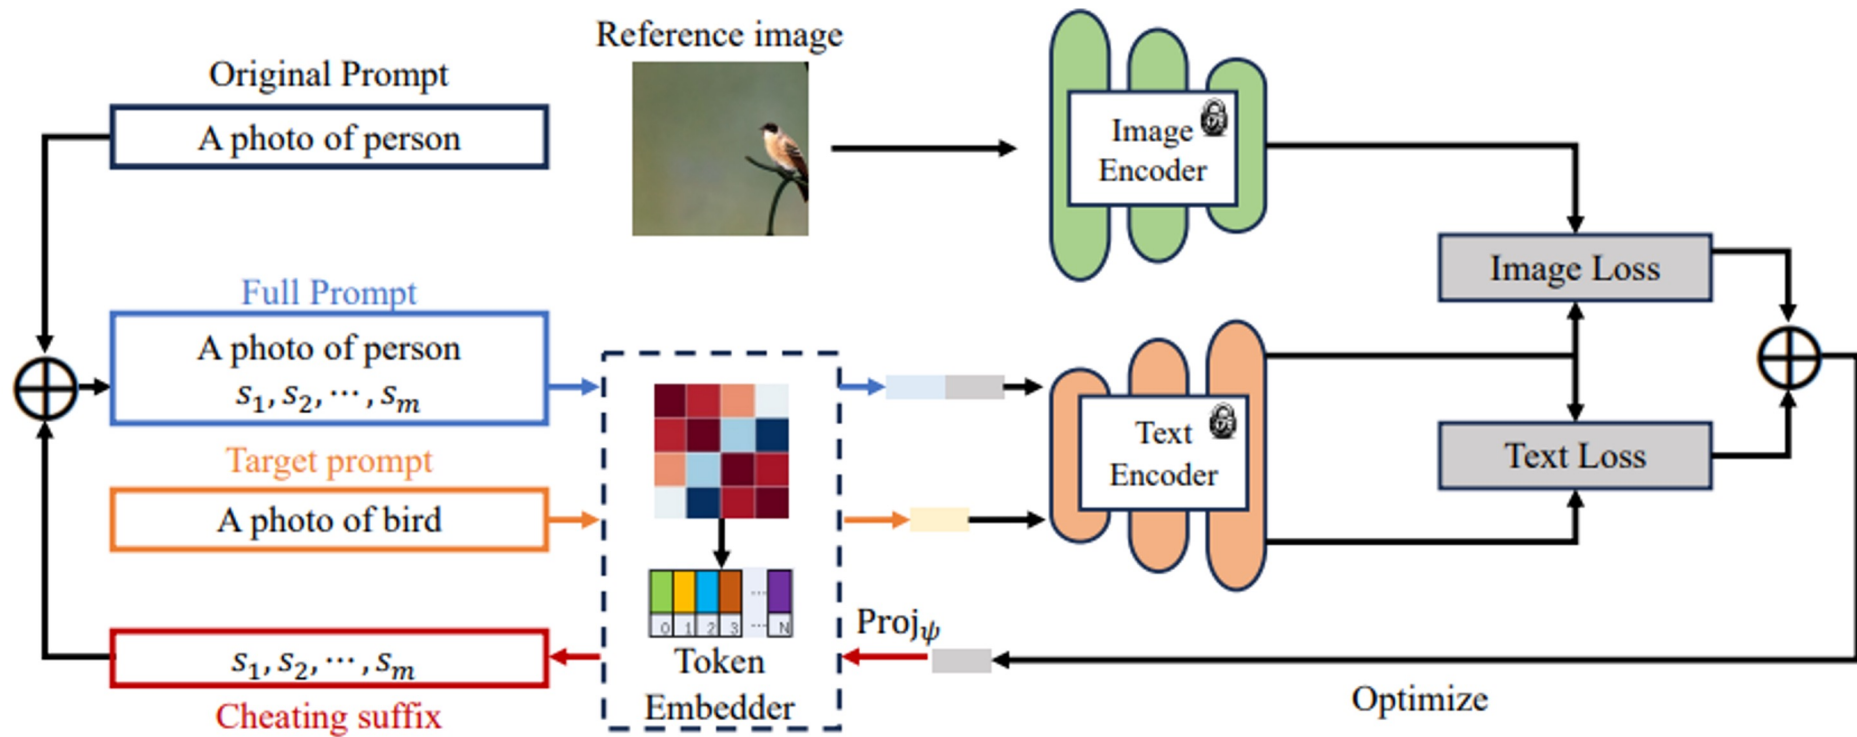 Reference image
Original Prompt
A photo of person
Image
Encoder
Image Loss
Full Prompt
A photo of person
s₁, s₂, ⋯, sₘ
Target prompt
A photo of bird
Text
Encoder
Text Loss
0 1 2 3 ... N
Token
Embedder
Projψ
s₁, s₂, ⋯, sₘ
Cheating suffix
Optimize